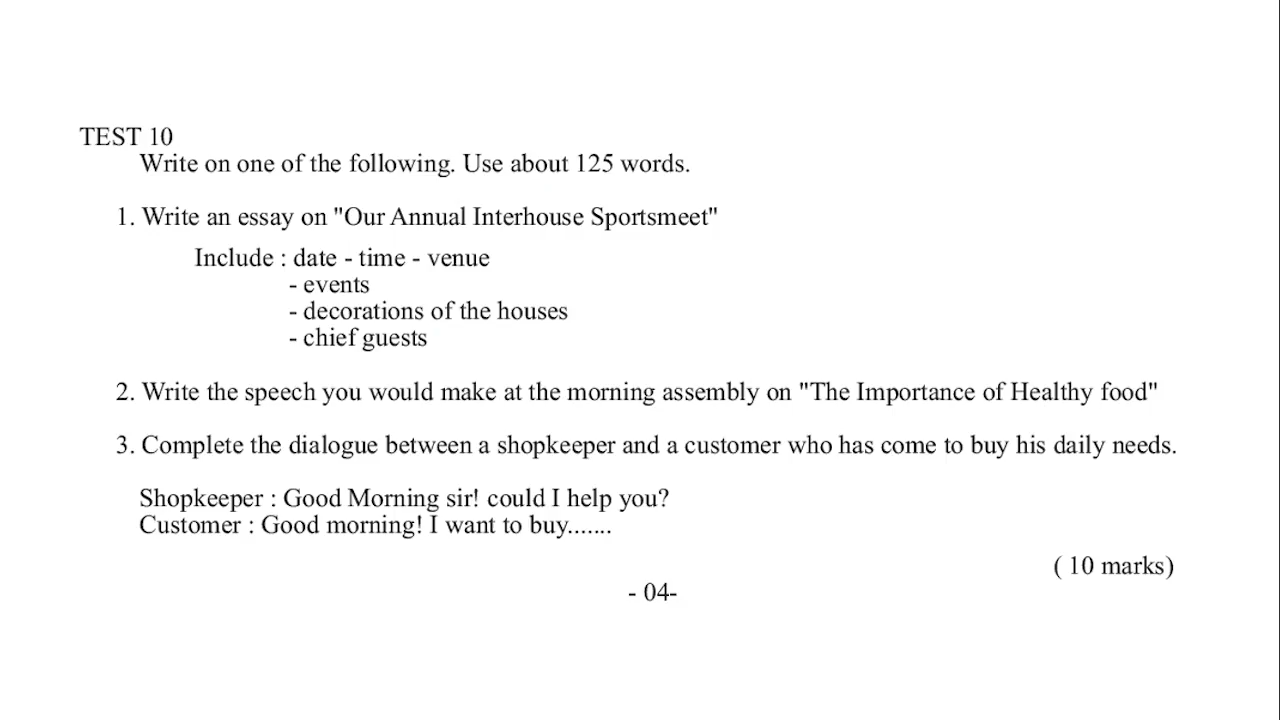 TEST 10
Write on one of the following. Use about 125 words.
1. Write an essay on "Our Annual Interhouse Sportsmeet"
Include : date - time - venue
- events
- decorations of the houses
- chief guests
2. Write the speech you would make at the morning assembly on "The Importance of Healthy food"
3. Complete the dialogue between a shopkeeper and a customer who has come to buy his daily needs.
Shopkeeper : Good Morning sir! could I help you?
Customer : Good morning! I want to buy.......
( 10 marks)
- 04-